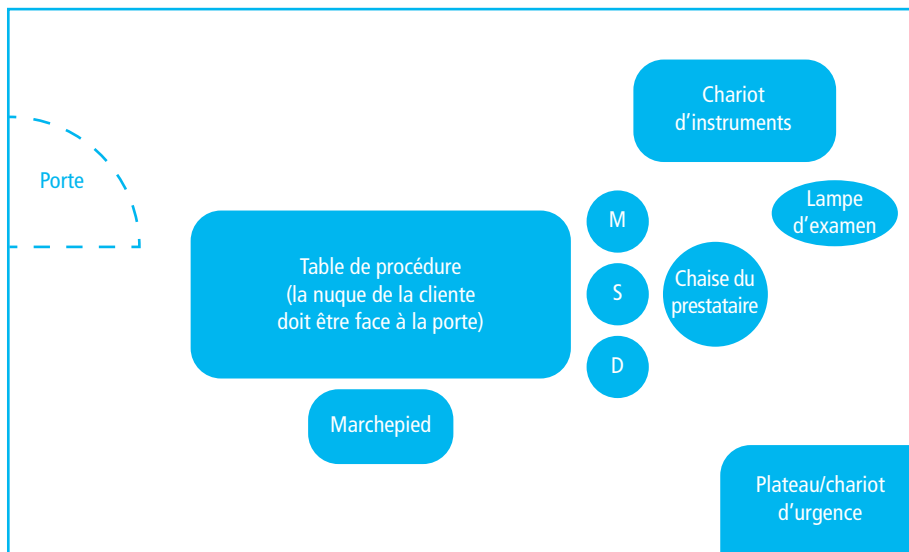 Chariot
d’instruments
Porte
Lampe
d’examen
M
Table de procédure
(la nuque de la cliente
doit être face à la porte)
S
Chaise du
prestataire
D
Marchepied
Plateau/chariot
d’urgence